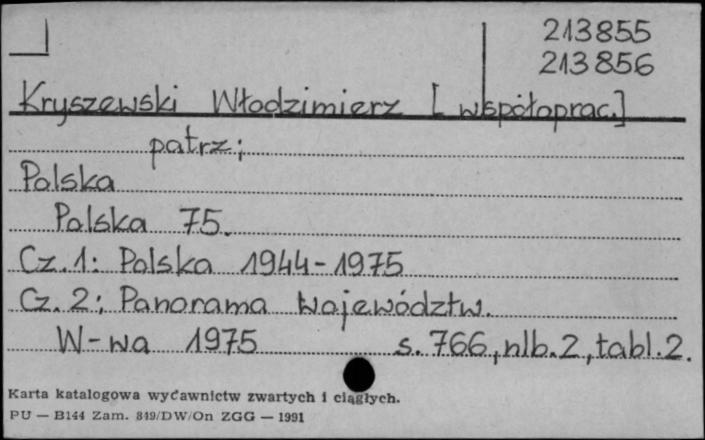 213855
213856
Kryszewski Włodzimierz [współoprac.]
patrz;
Polska
Polska 75.
Cz.1: Polska 1944-1975
Cz. 2; Panorama województw.
W-wa 1975 s. 766, nlb. 2, tabl. 2.
Karta katalogowa wydawnictw zwartych i ciągłych.
PU — B144 Zam. 849/DW/On ZGG — 1991